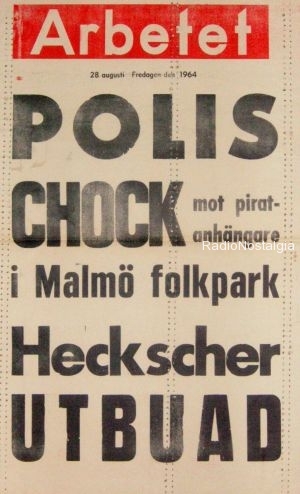 Arbetet
28 augusti Fredagen den 1964
POLIS
CHOCK mot pirat-
anhängare
RadioNostalgia
i Malmö folkpark
Heckscher
UTBUAD